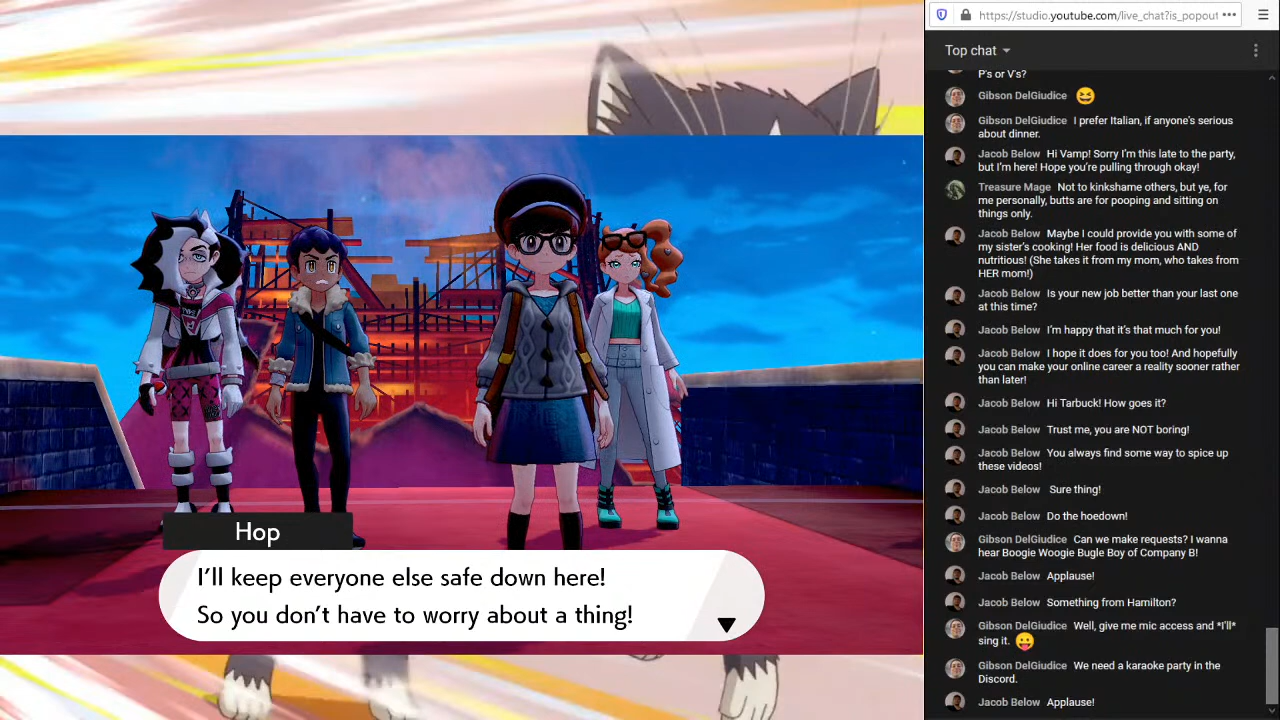 Hop
I'll keep everyone else safe down here!
So you don't have to worry about a thing!
https://studio.youtube.com/live_chat?is_popout
Top chat
P's or V's?
Gibson DelGiudice
Gibson DelGiudice I prefer Italian, if anyone's serious
about dinner.
Jacob Below Hi Vamp! Sorry I'm this late to the party,
but I'm here! Hope you're pulling through okay!
Treasure Mage Not to kinkshame others, but ye, for
me personally, butts are for pooping and sitting on
things only.
Jacob Below Maybe I could provide you with some of
my sister's cooking! Her food is delicious AND
nutritious! (She takes it from my mom, who takes from
HER mom!)
Jacob Below Is your new job better than your last one
at this time?
Jacob Below I'm happy that it's that much for you!
Jacob Below I hope it does for you too! And hopefully
you can make your online career a reality sooner rather
than later!
Jacob Below Hi Tarbuck! How goes it?
Jacob Below Trust me, you are NOT boring!
Jacob Below You always find some way to spice up
these videos!
Jacob Below Sure thing!
Jacob Below Do the hoedown!
Gibson DelGiudice Can we make requests? I wanna
hear Boogie Woogie Bugle Boy of Company B!
Jacob Below Applause!
Jacob Below Something from Hamilton?
Gibson DelGiudice Well, give me mic access and *I'll*
sing it.
Gibson DelGiudice We need a karaoke party in the
Discord.
Jacob Below Applause!